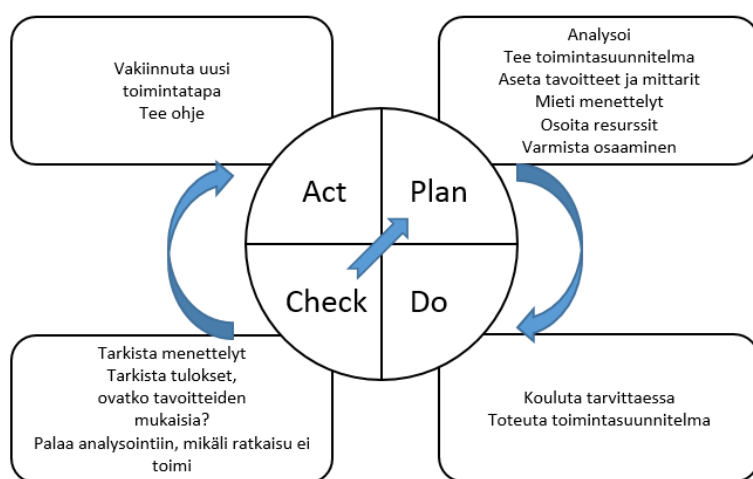 Vakiinnuta uusi
toimintatapa
Tee ohje
Analysoi
Tee toimintasuunnitelma
Aseta tavoitteet ja mittarit
Mieti menettelyt
Osoita resurssit
Varmista osaaminen
Act
Plan
Check
Do
Tarkista menettelyt
Tarkista tulokset,
ovatko tavoitteiden
mukaisia?
Palaa analysointiin, mikäli ratkaisu ei
toimi
Kouluta tarvittaessa
Toteuta toimintasuunnitelma